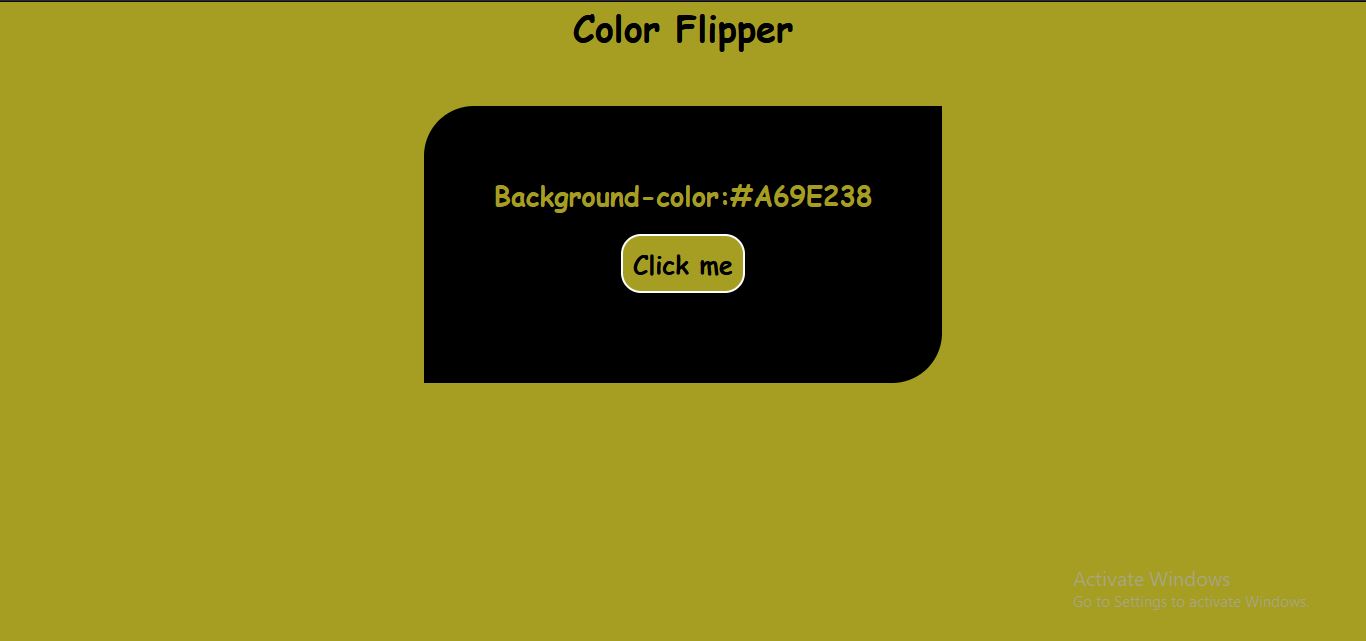 Color Flipper
Background-color:#A69E238
Click me
Activate Windows
Go to Settings to activate Windows.